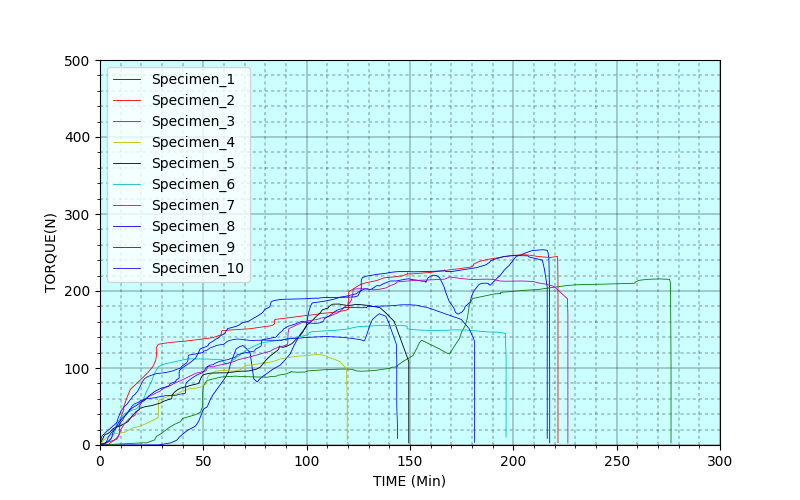 500
400
300
200
100
0
TORQUE(N)
Specimen_1
Specimen_2
Specimen_3
Specimen_4
Specimen_5
Specimen_6
Specimen_7
Specimen_8
Specimen_9
Specimen_10
0 50 100 150 200 250 300
TIME (Min)